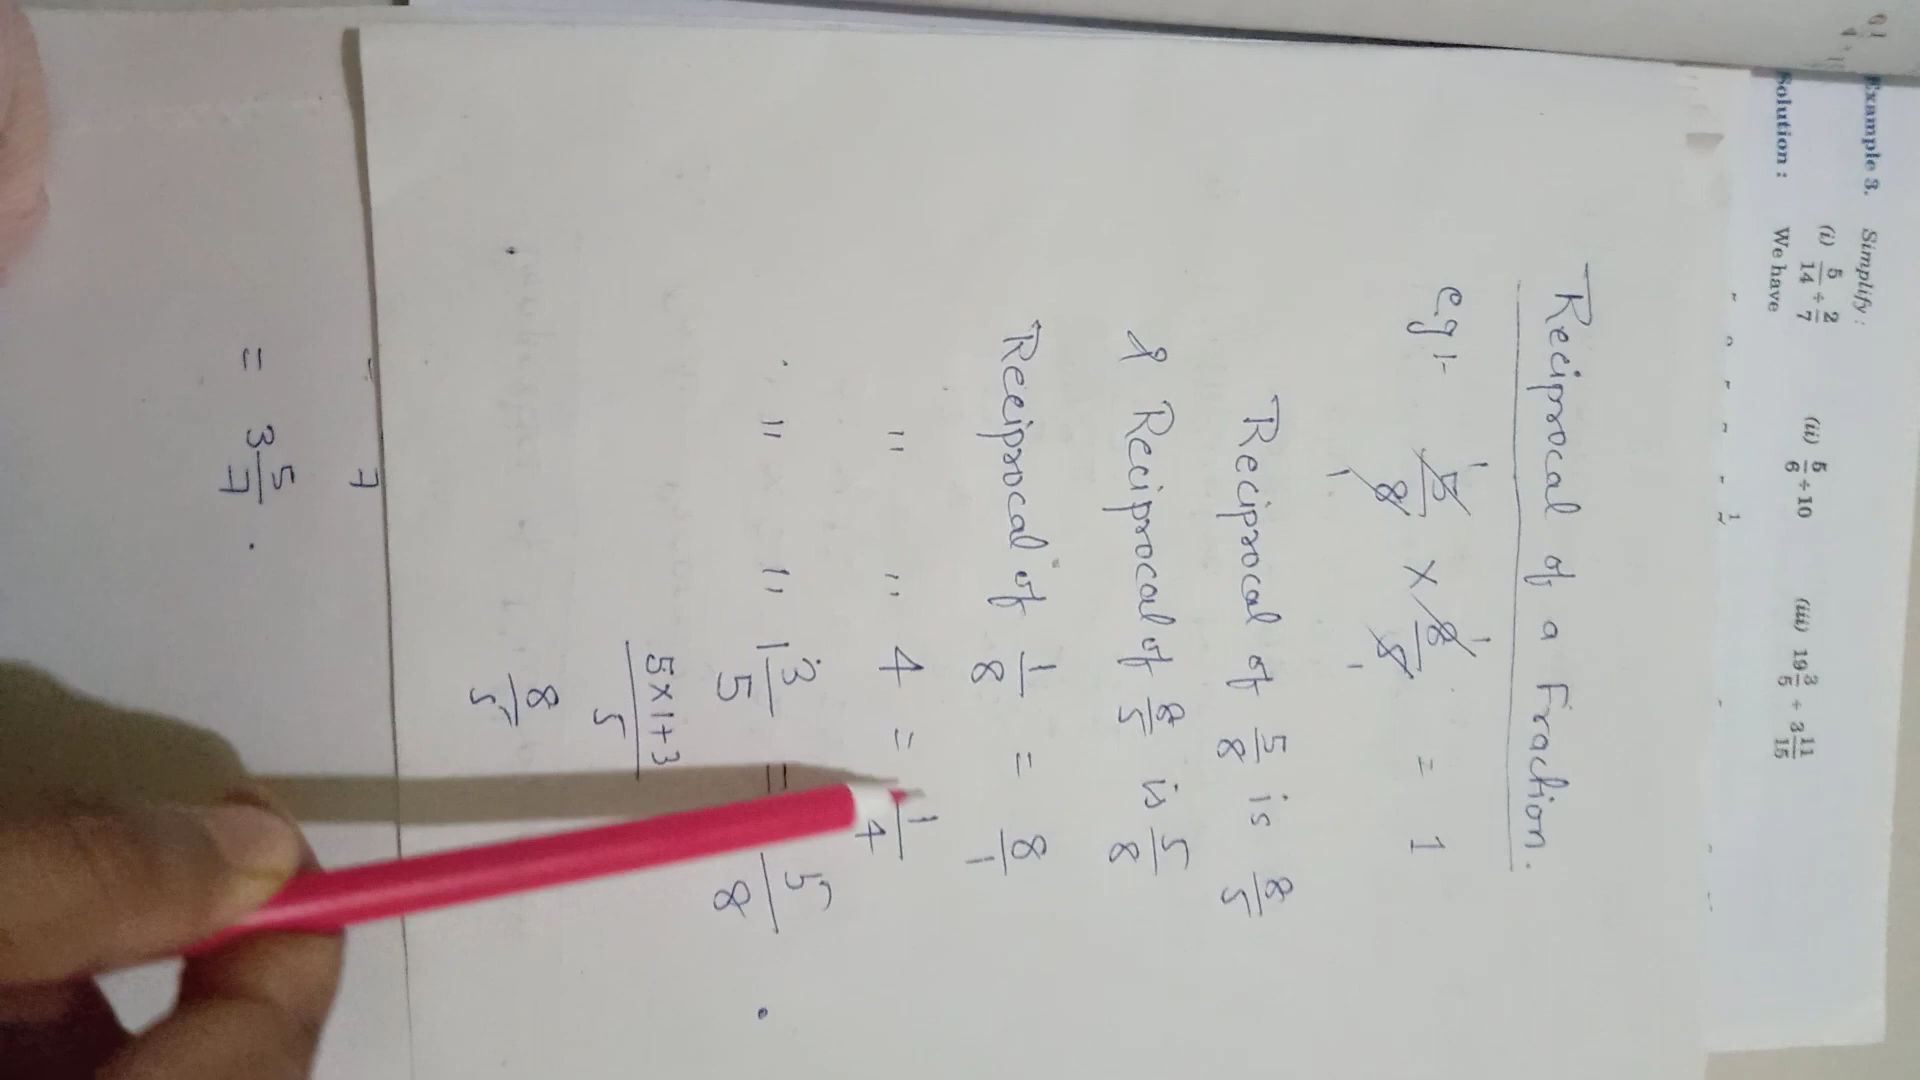 Example 3. Simplify :
(i) 5/14 ÷ 2/7 (ii) 5/6 ÷ 10 (iii) 19 3/5 ÷ 3 11/15
Solution : We have
Reciprocal of a Fraction.
eg:- 5/8 × 8/5 = 1
Reciprocal of 5/8 is 8/5
& Reciprocal of 8/5 is 5/8
Reciprocal of 1/8 = 8/1
" " 4 = 1/4
" " 1 3/5 = 5/8
5×1+3/5
8/5
7
= 3 5/7 .